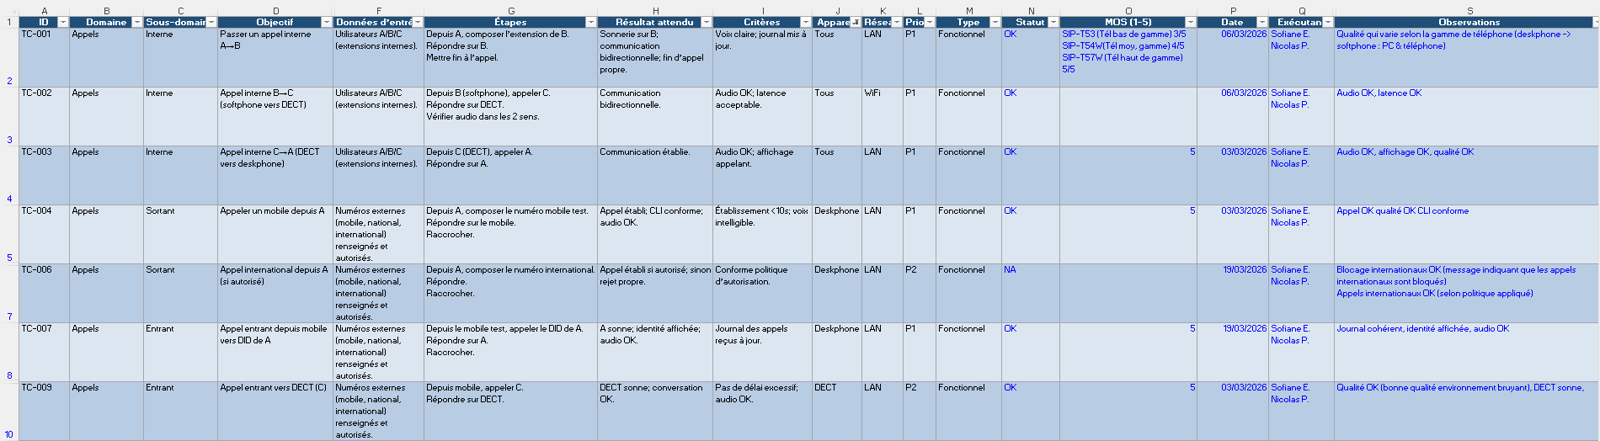 A B C D F G H I J K L M N O P Q S
1 ID Domaine Sous-domain Objectif Données d'entré Étapes Résultat attendu Critères Appare Résea Prio Type Statut MOS (1-5) Date Exécutan Observations
2 TC-001 Appels Interne Passer un appel interne Utilisateurs A/B/C Depuis A, composer l'extension de B. Sonnerie sur B; Voix claire; journal mis à Tous LAN P1 Fonctionnel OK SIP-T53(Tél bas de gamme) 3/5 06/03/2026 Sofiane E. Qualité qui varie selon la gamme de téléphone (deskphone ->
A→B (extensions internes). Répondre sur B. communication jour. SIP-T54W(Tél moy, gamme) 4/5 Nicolas P. softphone : PC & téléphone)
Mettre fin à l'appel. bidirectionnelle; fin d'appel SIP-T57W (Tél haut de gamme)
propre. 5/5
3 TC-002 Appels Interne Appel interne B→C Utilisateurs A/B/C Depuis B (softphone), appeler C. Communication Audio OK; latence Tous WiFi P1 Fonctionnel OK 06/03/2026 Sofiane E. Audio OK, latence OK
(softphone vers DECT) (extensions internes). Répondre sur DECT. bidirectionnelle. acceptable. Nicolas P.
Vérifier audio dans les 2 sens.
4 TC-003 Appels Interne Appel interne C→A (DECT Utilisateurs A/B/C Depuis C (DECT), appeler A. Communication établie. Audio OK; affichage Tous LAN P1 Fonctionnel OK 5 03/03/2026 Sofiane E. Audio OK, affichage OK, qualité OK
vers deskphone) (extensions internes). Répondre sur A. appelant. Nicolas P.
5 TC-004 Appels Sortant Appeler un mobile depuis A Numéros externes Depuis A, composer le numéro mobile test. Appel établi; CLI conforme; Établissement <10s; voix Deskphone LAN P1 Fonctionnel OK 5 03/03/2026 Sofiane E. Appel OK qualité OK CLI conforme
(mobile, national, Répondre sur le mobile. audio OK. intelligible. Nicolas P.
international) Raccrocher.
renseignés et
autorisés.
7 TC-006 Appels Sortant Appel international depuis A Numéros externes Depuis A, composer le numéro international. Appel établi si autorisé; sinon Conforme politique Deskphone LAN P2 Fonctionnel NA 19/03/2026 Sofiane E. Blocage internationaux OK (message indiquant que les appels
(si autorisé) (mobile, national, Répondre. rejet propre. d'autorisation. Nicolas P. internationaux sont bloqués)
international) Raccrocher. Appels internationaux OK (selon politique appliqué)
renseignés et
autorisés.
8 TC-007 Appels Entrant Appel entrant depuis mobile Numéros externes Depuis le mobile test, appeler le DID de A. A sonne; identité affichée; Journal des appels Deskphone LAN P1 Fonctionnel OK 5 19/03/2026 Sofiane E. Journal cohérent, identité affichée, audio OK
vers DID de A (mobile, national, Répondre sur A. audio OK. reçus à jour. Nicolas P.
international) Raccrocher.
renseignés et
autorisés.
10 TC-009 Appels Entrant Appel entrant vers DECT (C) Numéros externes Depuis mobile, appeler C. DECT sonne; conversation Pas de délai excessif; DECT LAN P2 Fonctionnel OK 5 03/03/2026 Sofiane E. Qualité OK (bonne qualité environnement bruyant), DECT sonne,
(mobile, national, Répondre sur DECT. OK. audio OK. Nicolas P.
international)
renseignés et
autorisés.